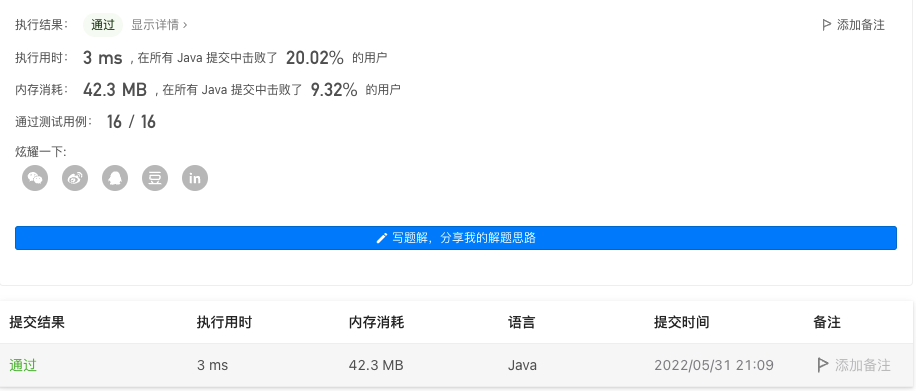 执行结果： 通过 显示详情 › 添加备注
执行用时： 3 ms ，在所有 Java 提交中击败了 20.02% 的用户
内存消耗： 42.3 MB ，在所有 Java 提交中击败了 9.32% 的用户
通过测试用例： 16 / 16
炫耀一下:
豆 in
写题解，分享我的解题思路
提交结果 执行用时 内存消耗 语言 提交时间 备注
通过 3 ms 42.3 MB Java 2022/05/31 21:09 添加备注